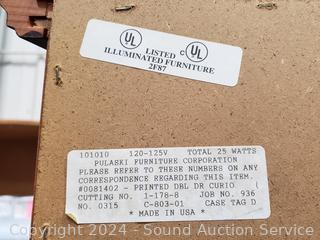 UL LISTED C UL
ILLUMINATED FURNITURE
2F87
101010 120-125V TOTAL 25 WATTS
PULASKI FURNITURE CORPORATION
PLEASE REFER TO THESE NUMBERS ON ANY
CORRESPONDENCE REGARDING THIS ITEM.
#0081402 - PRINTED DBL DR CURIO (
CUTTING NO. 1-178-8 JOB NO. 936
NO. 0315 C-803-01 CASE TAG D
* MADE IN USA *
Copyright 2024 - Sound Auction Service